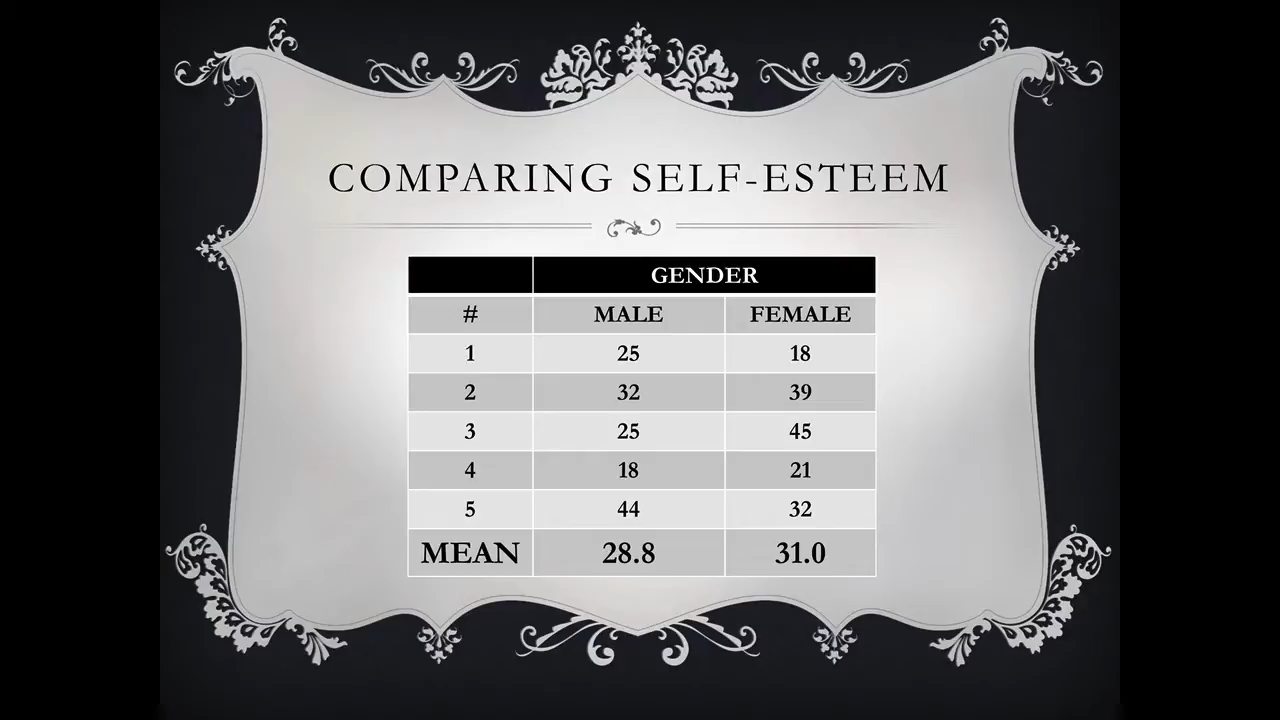 COMPARING SELF-ESTEEM
GENDER
# MALE FEMALE
1 25 18
2 32 39
3 25 45
4 18 21
5 44 32
MEAN 28.8 31.0